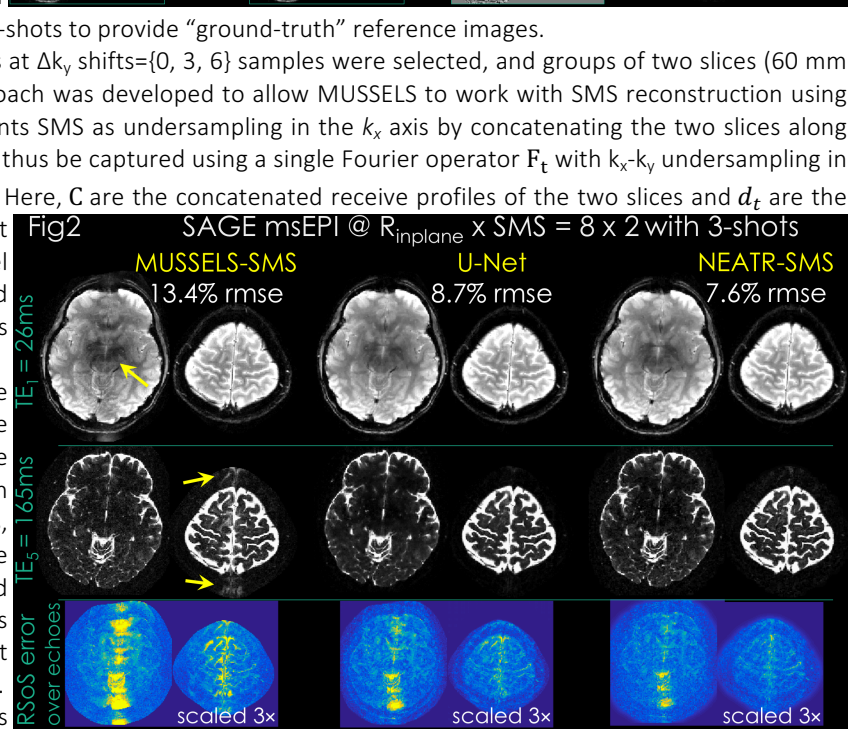 -shots to provide “ground-truth” reference images.
s at Δky shifts={0, 3, 6} samples were selected, and groups of two slices (60 mm
oach was developed to allow MUSSELS to work with SMS reconstruction using
nts SMS as undersampling in the kx axis by concatenating the two slices along
thus be captured using a single Fourier operator Ft with kx-ky undersampling in
Here, C are the concatenated receive profiles of the two slices and dt are the
t
el
d
s
e
e
e
n
,
e
d
s
t
.
s
Fig2 SAGE msEPI @ Rinplane x SMS = 8 x 2 with 3-shots
MUSSELS-SMS U-Net NEATR-SMS
13.4% rmse 8.7% rmse 7.6% rmse
TE1 = 26ms
TE5 = 165ms
RSoS error
over echoes
scaled 3× scaled 3× scaled 3×